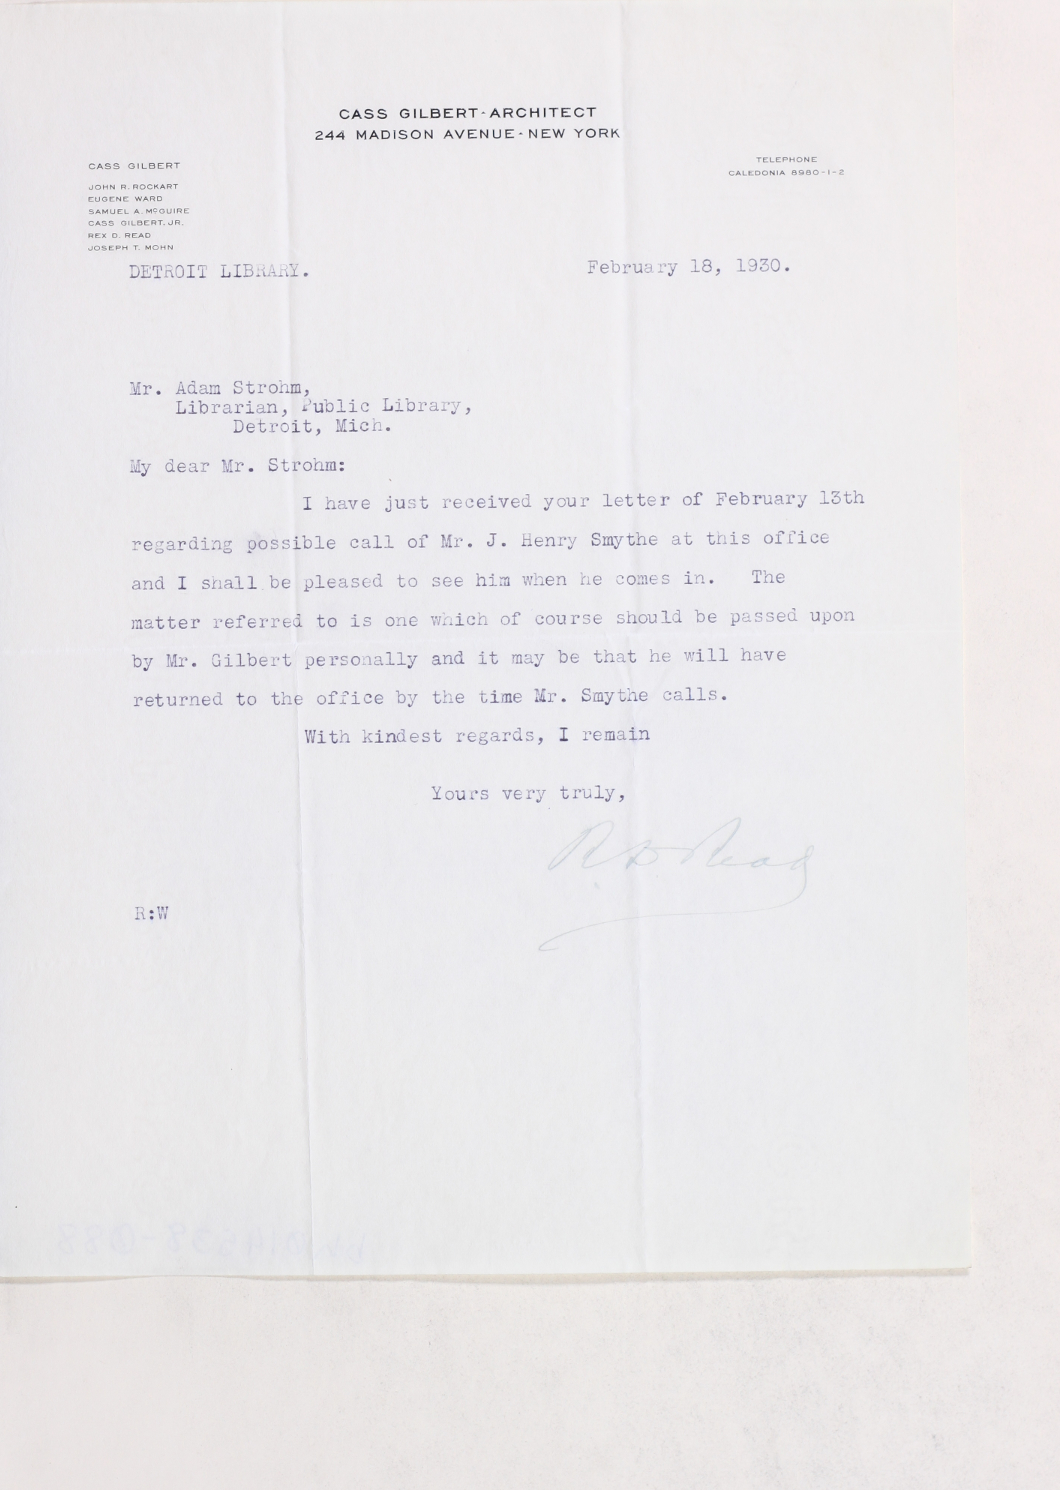 CASS GILBERT-ARCHITECT
244 MADISON AVENUE-NEW YORK
CASS GILBERT
JOHN R. ROCKART
EUGENE WARD
SAMUEL A. McGUIRE
CASS GILBERT, JR.
REX D. READ
JOSEPH T. MOHN
TELEPHONE
CALEDONIA 8980-1-2
DETROIT LIBRARY.
February 18, 1930.
Mr. Adam Strohm,
Librarian, Public Library,
Detroit, Mich.
My dear Mr. Strohm:
I have just received your letter of February 13th
regarding possible call of Mr. J. Henry Smythe at this office
and I shall be pleased to see him when he comes in. The
matter referred to is one which of course should be passed upon
by Mr. Gilbert personally and it may be that he will have
returned to the office by the time Mr. Smythe calls.
With kindest regards, I remain
Yours very truly,
R D Read
R:W